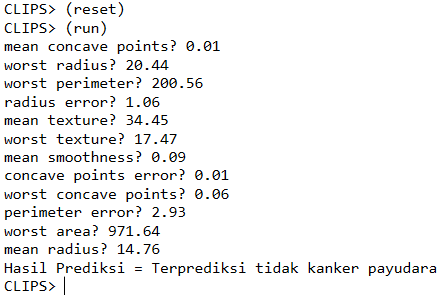 CLIPS> (reset)
CLIPS> (run)
mean concave points? 0.01
worst radius? 20.44
worst perimeter? 200.56
radius error? 1.06
mean texture? 34.45
worst texture? 17.47
mean smoothness? 0.09
concave points error? 0.01
worst concave points? 0.06
perimeter error? 2.93
worst area? 971.64
mean radius? 14.76
Hasil Prediksi = Terprediksi tidak kanker payudara
CLIPS>